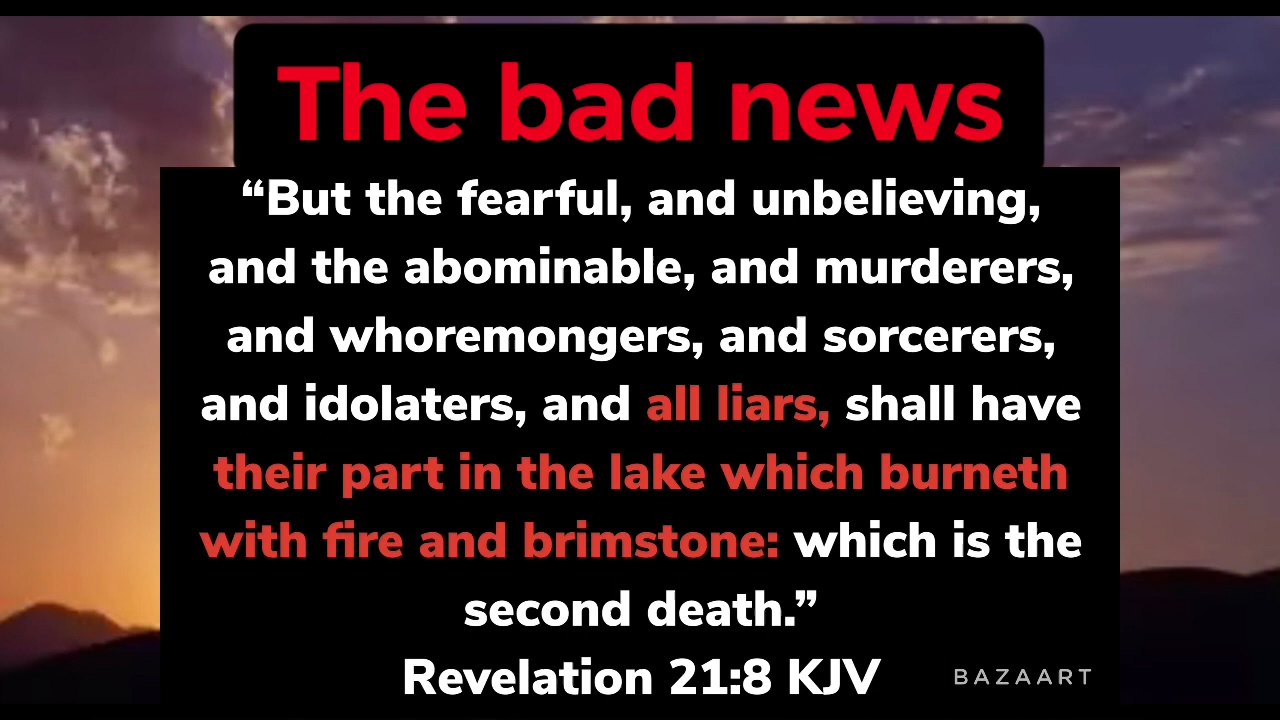 The bad news
“But the fearful, and unbelieving,
and the abominable, and murderers,
and whoremongers, and sorcerers,
and idolaters, and all liars, shall have
their part in the lake which burneth
with fire and brimstone: which is the
second death.”
Revelation 21:8 KJV
BAZAART